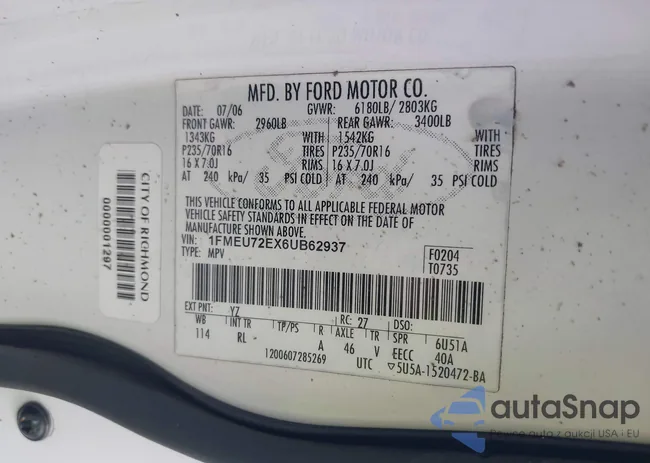 MFD. BY FORD MOTOR CO.
DATE: 07/06 GVWR: 6180LB/ 2803KG
FRONT GAWR: 2960LB REAR GAWR: 3400LB
1343KG WITH 1542KG WITH
P235/70R16 TIRES P235/70R16 TIRES
16 X 7.0J RIMS 16 X 7.0J RIMS
AT 240 kPa/ 35 PSI COLD AT 240 kPa/ 35 PSI COLD
THIS VEHICLE CONFORMS TO ALL APPLICABLE FEDERAL MOTOR
VEHICLE SAFETY STANDARDS IN EFFECT ON THE DATE OF
MANUFACTURE SHOWN ABOVE.
VIN: 1FMEU72EX6UB62937 F0204
TYPE: MPV T0735
EXT PNT: YZ RC: 27 DSO:
WB INT TR TP/PS R AXLE TR SPR 6U51A
114 RL A 46 V EECC 40A
1200607285269 UTC ▽5U5A-1520472-BA
CITY OF RICHMOND
0000001297
autaSnap
aukcji USA i EU